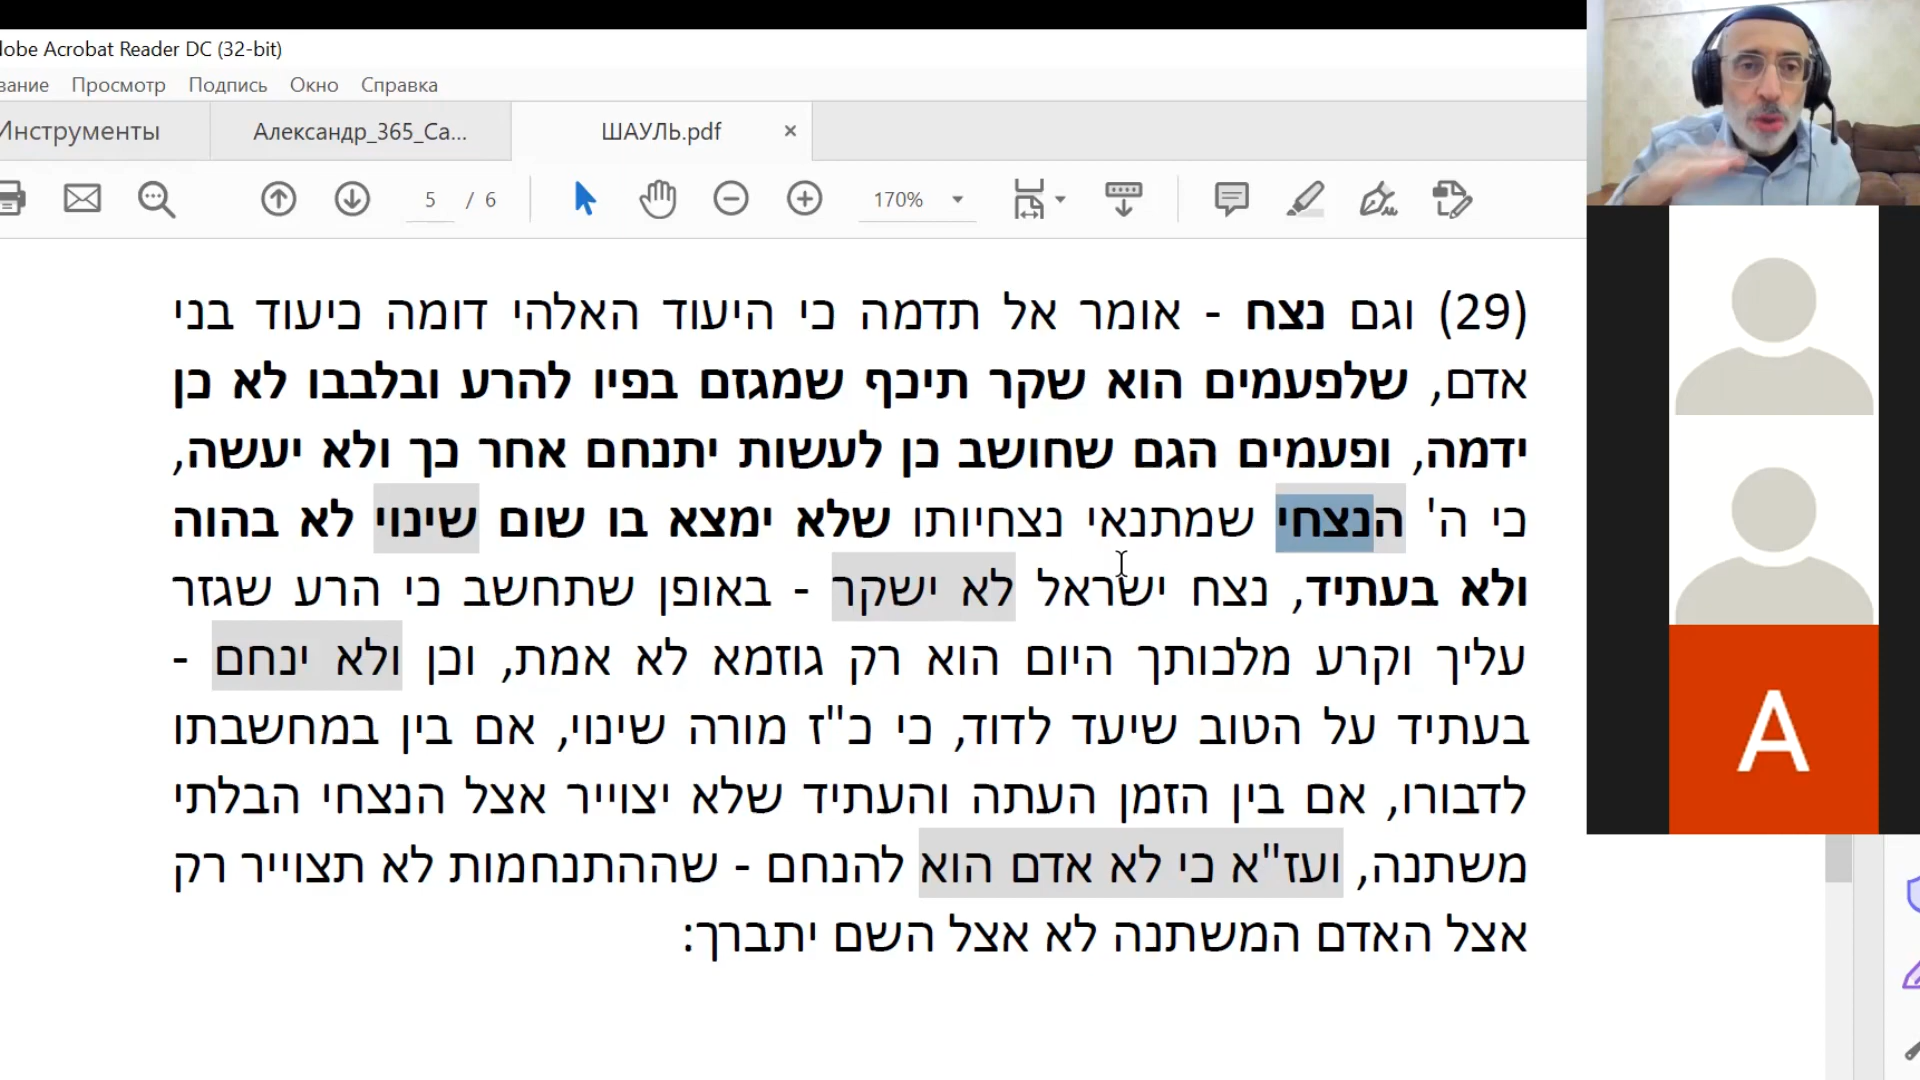 dobe Acrobat Reader DC (32-bit)
вание Просмотр Подпись Окно Справка
Инструменты Александр_365_Са... ШАУЛЬ.pdf ×
5 / 6 170%
(29) וגם נצח - אומר אל תדמה כי היעוד האלהי דומה כיעוד בני
אדם, שלפעמים הוא שקר תיכף שמגזם בפיו להרע ובלבבו לא כן
ידמה, ופעמים הגם שחושב כן לעשות יתנחם אחר כך ולא יעשה,
כי ה' הנצחי שמתנאי נצחיותו שלא ימצא בו שום שינוי לא בהוה
ולא בעתיד, נצח ישראל לא ישקר - באופן שתחשב כי הרע שגזר
עליך וקרע מלכותך היום הוא רק גוזמא לא אמת, וכן ולא ינחם -
בעתיד על הטוב שיעד לדוד, כי כ"ז מורה שינוי, אם בין במחשבתו
לדבורו, אם בין הזמן העתה והעתיד שלא יצוייר אצל הנצחי הבלתי
משתנה, ועז"א כי לא אדם הוא להנחם - שההתנחמות לא תצוייר רק
אצל האדם המשתנה לא אצל השם יתברך:
A